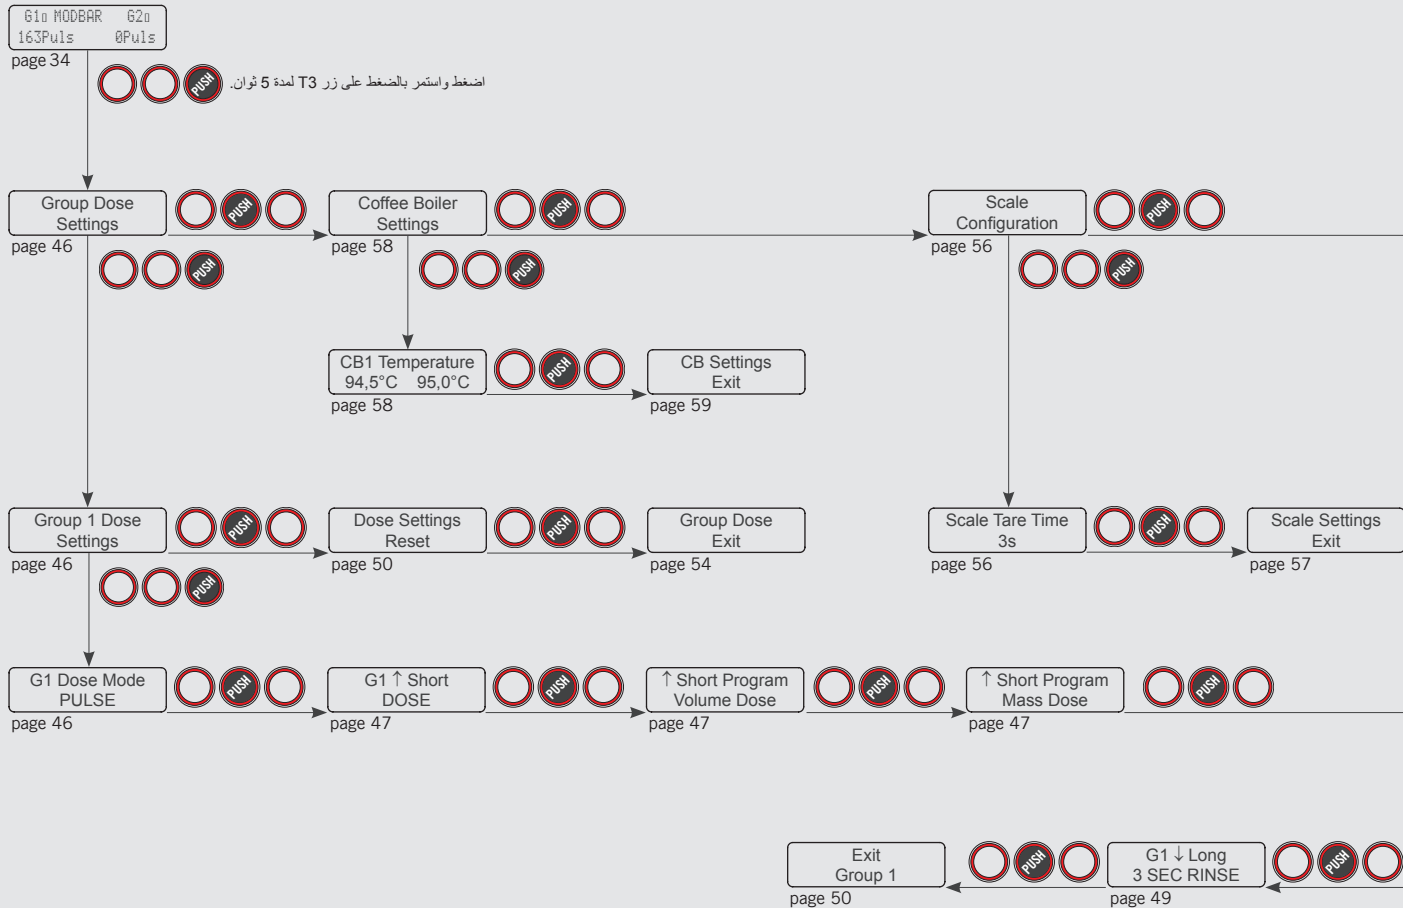 G1▯ MODBAR G2▯
163Puls 0Puls
page 34
PUSH
اضغط واستمر بالضغط على زر T3 لمدة 5 ثوان.
Group Dose
Settings
page 46
PUSH
Coffee Boiler
Settings
page 58
PUSH
Scale
Configuration
page 56
PUSH
PUSH
PUSH
PUSH
CB1 Temperature
94,5°C 95,0°C
page 58
PUSH
CB Settings
Exit
page 59
Group 1 Dose
Settings
page 46
PUSH
Dose Settings
Reset
page 50
PUSH
Group Dose
Exit
page 54
Scale Tare Time
3s
page 56
PUSH
Scale Settings
Exit
page 57
PUSH
G1 Dose Mode
PULSE
page 46
PUSH
G1 ↑ Short
DOSE
page 47
PUSH
↑ Short Program
Volume Dose
page 47
PUSH
↑ Short Program
Mass Dose
page 47
PUSH
Exit
Group 1
page 50
PUSH
G1 ↓ Long
3 SEC RINSE
page 49
PUSH